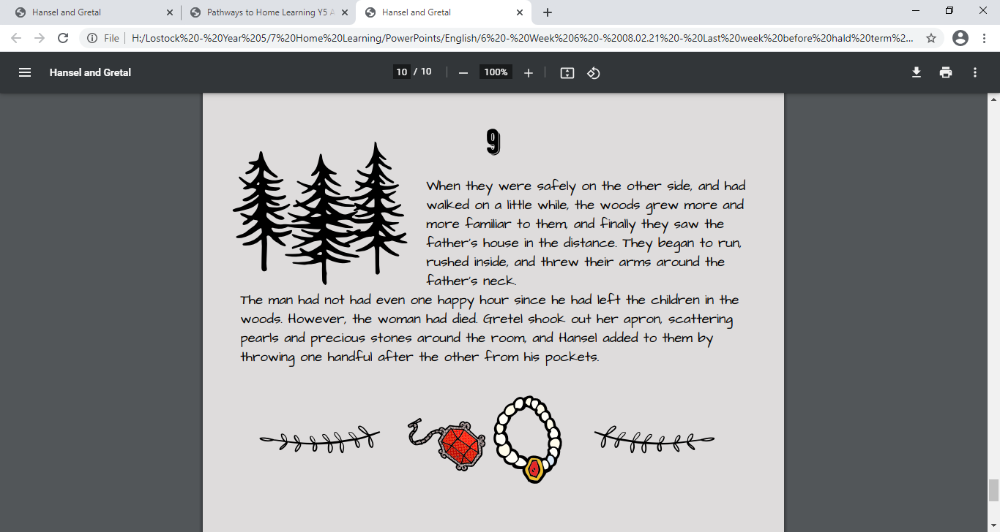 Hansel and Gretal
Pathways to Home Learning Y5 A
Hansel and Gretal
File
H:/Lostock%20-%20Year%205/7%20Home%20Learning/PowerPoints/English/6%20-%20Week%206%20-%2008.02.21%20-%20Last%20week%20before%20hald%20term%2...
Hansel and Gretal
10 / 10
100%
9
When they were safely on the other side, and had
walked on a little while, the woods grew more and
more familiar to them, and finally they saw the
father's house in the distance. They began to run,
rushed inside, and threw their arms around the
father's neck.
The man had not had even one happy hour since he had left the children in the
woods. However, the woman had died. Gretel shook out her apron, scattering
pearls and precious stones around the room, and Hansel added to them by
throwing one handful after the other from his pockets.